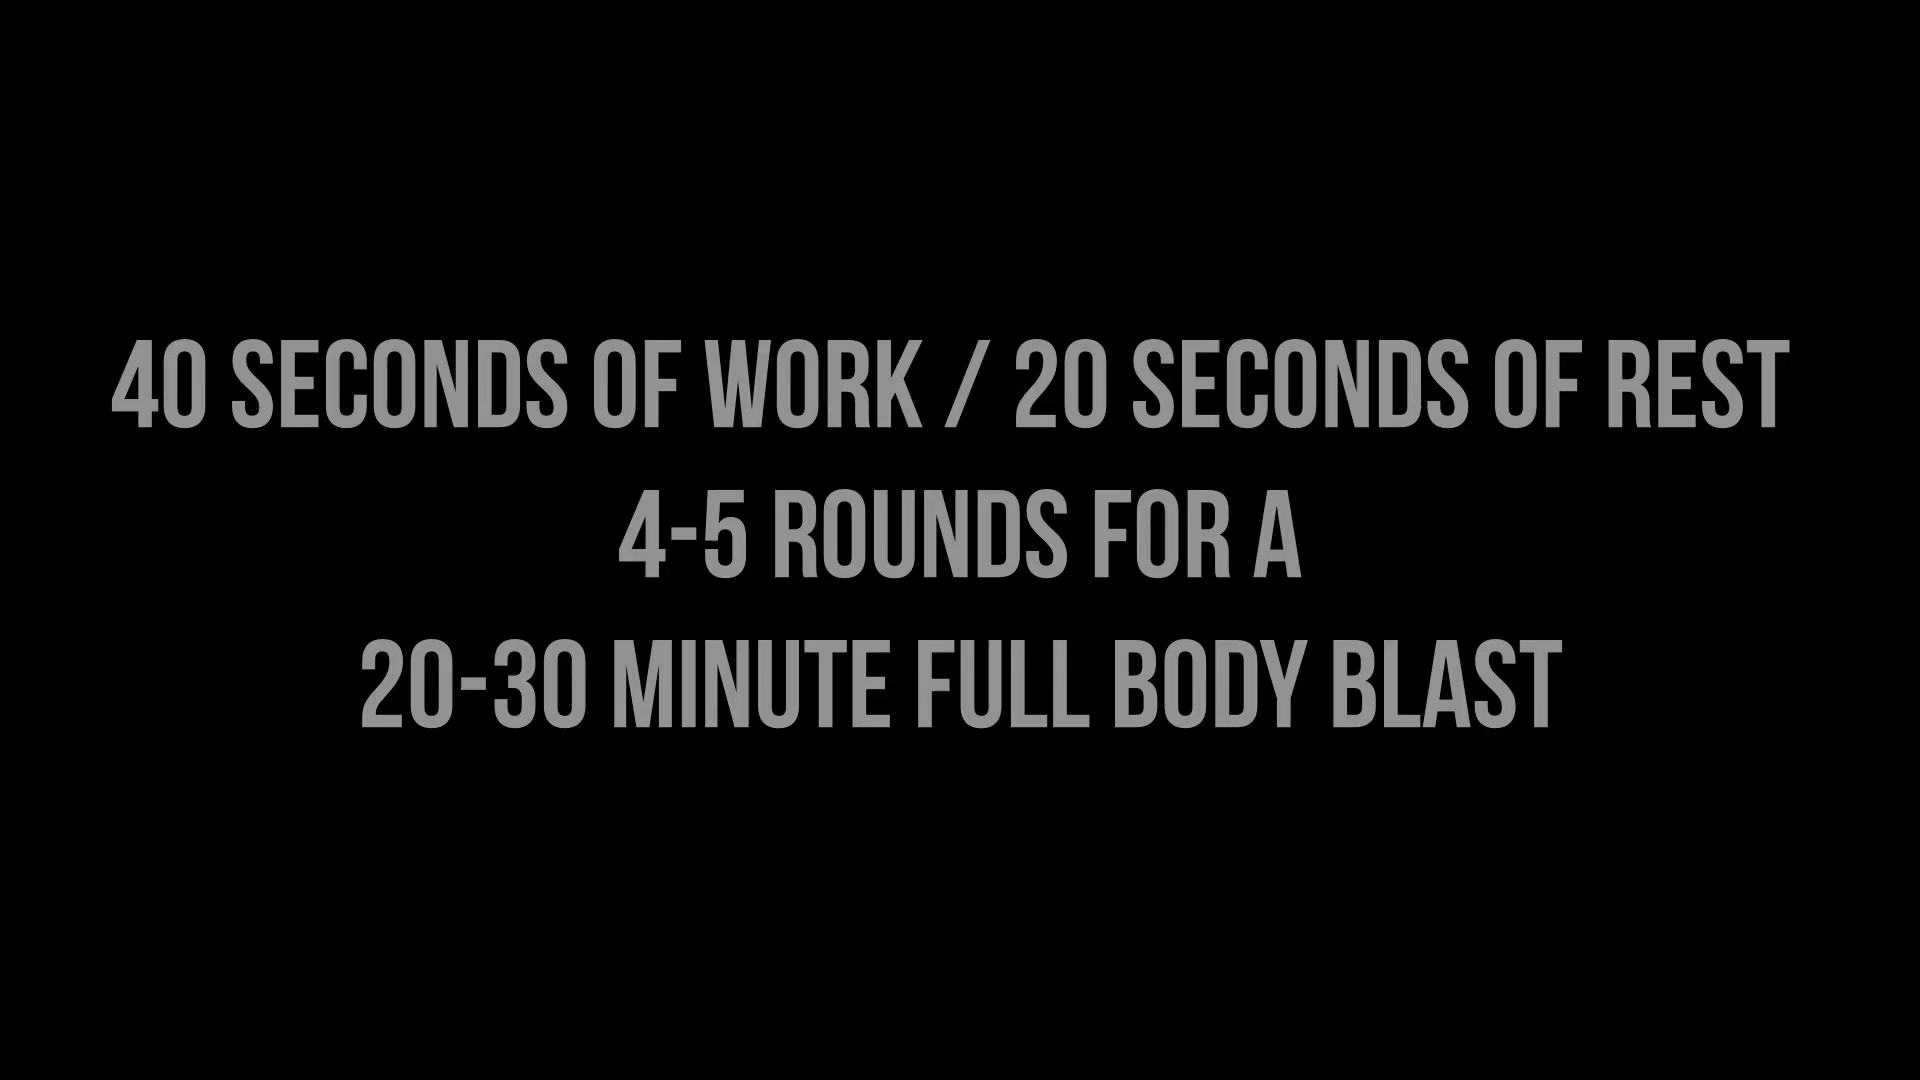 40 SECONDS OF WORK / 20 SECONDS OF REST
4-5 ROUNDS FOR A
20-30 MINUTE FULL BODY BLAST